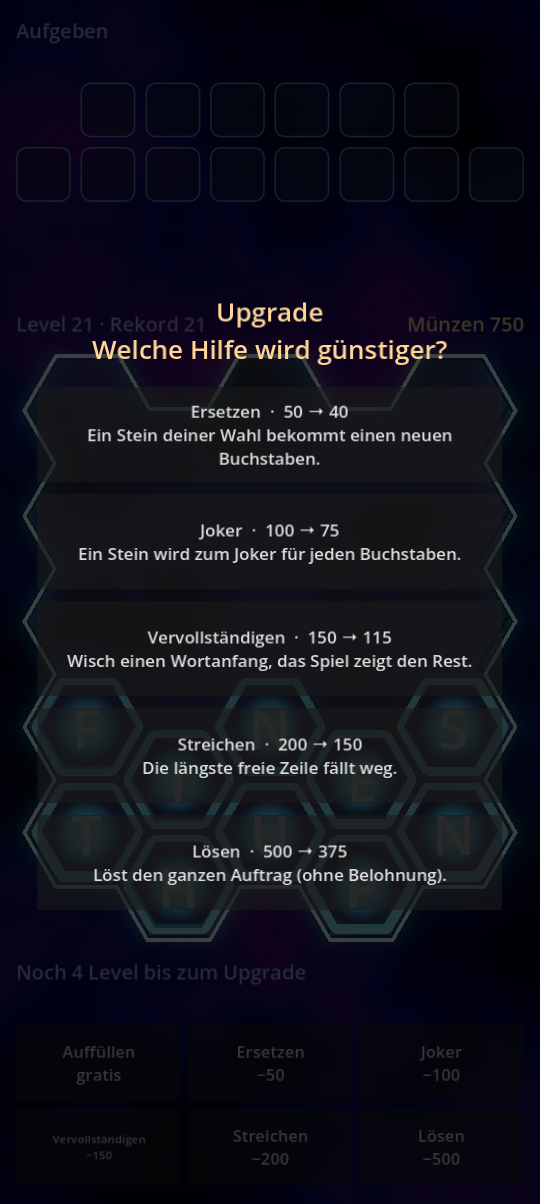 Aufgeben
Upgrade
Level 21 · Rekord 21
Münzen 750
Welche Hilfe wird günstiger?
Ersetzen · 50 → 40
Ein Stein deiner Wahl bekommt einen neuen
Buchstaben.
Joker · 100 → 75
Ein Stein wird zum Joker für jeden Buchstaben.
Vervollständigen · 150 → 115
Wisch einen Wortanfang, das Spiel zeigt den Rest.
F N S
Streichen · 200 → 150
Die längste freie Zeile fällt weg.
I E
T U N
Lösen · 500 → 375
Löst den ganzen Auftrag (ohne Belohnung).
H P
Noch 4 Level bis zum Upgrade
Auffüllen
gratis
Ersetzen
−50
Joker
−100
Vervollständigen
−150
Streichen
−200
Lösen
−500